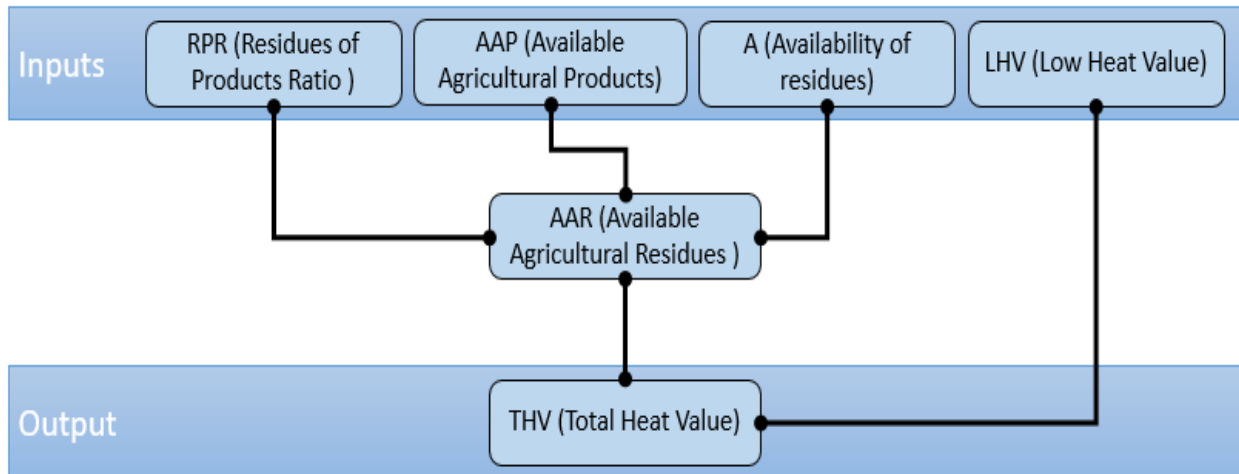 Inputs
RPR (Residues of
Products Ratio )
AAP (Available
Agricultural Products)
A (Availability of
residues)
LHV (Low Heat Value)
AAR (Available
Agricultural Residues )
Output
THV (Total Heat Value)